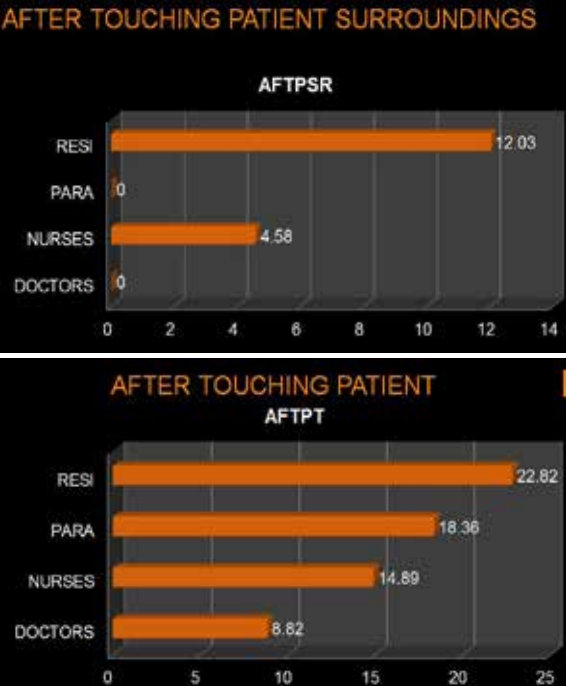 AFTER TOUCHING PATIENT SURROUNDINGS
AFTPSR
RESI 12.03
PARA 0
NURSES 4.58
DOCTORS 0
0 2 4 6 8 10 12 14
AFTER TOUCHING PATIENT
AFTPT
RESI 22.82
PARA 18.36
NURSES 14.89
DOCTORS 8.82
0 5 10 15 20 25